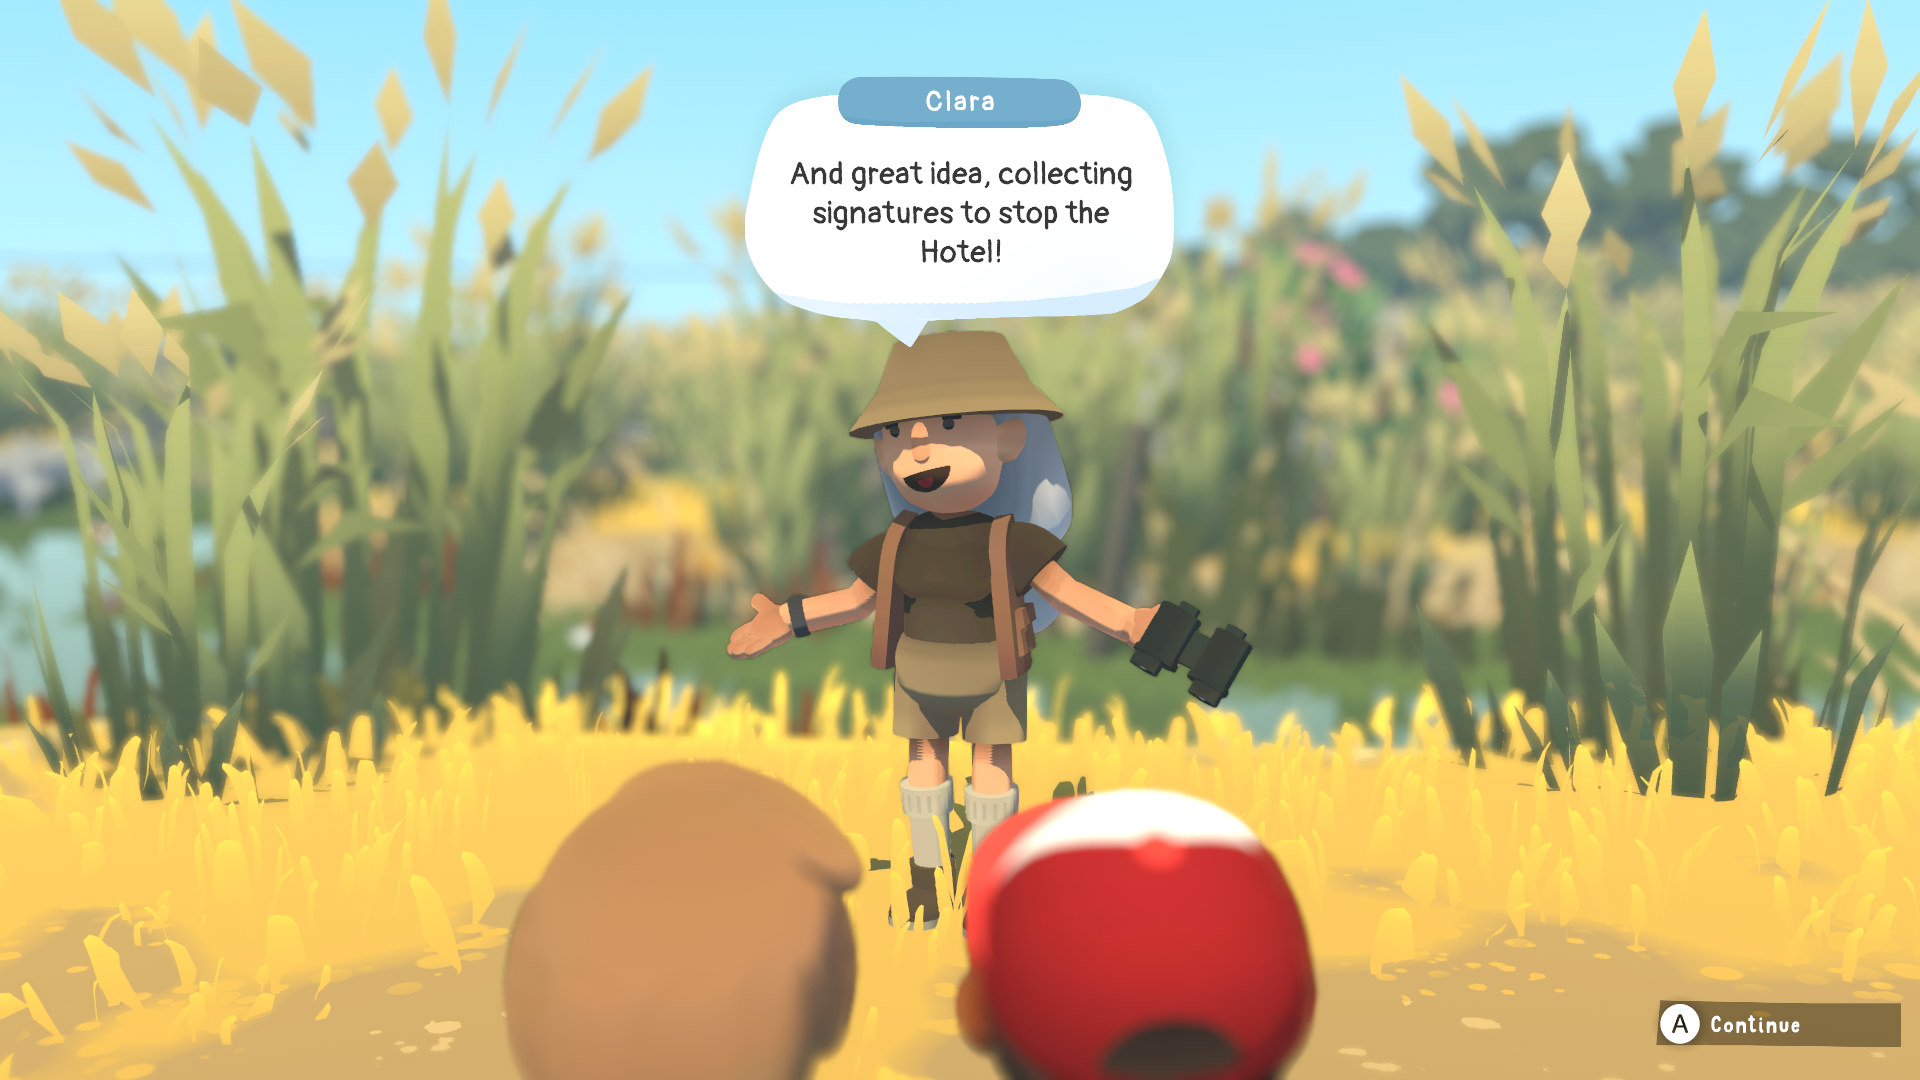 Clara
And great idea, collecting
signatures to stop the
Hotel!
A Continue